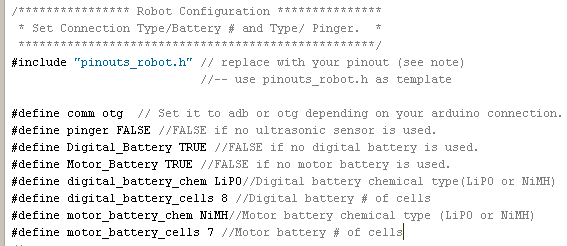 /**************** Robot Configuration ***************
* Set Connection Type/Battery # and Type/ Pinger.  *
***************************************************/
#include "pinouts_robot.h" // replace with your pinout (see note)
//-- use pinouts_robot.h as template
#define comm otg  // Set it to adb or otg depending on your arduino connection.
#define pinger FALSE //FALSE if no ultrasonic sensor is used.
#define Digital_Battery TRUE //FALSE if no digital battery is used.
#define Motor_Battery TRUE //FALSE if no motor battery is used.
#define digital_battery_chem LiPO//Digital battery chemical type(LiPO or NiMH)
#define digital_battery_cells 8 //Digital battery # of cells
#define motor_battery_chem NiMH//Motor battery chemical type (LiPO or NiMH)
#define motor_battery_cells 7 //Motor battery # of cells